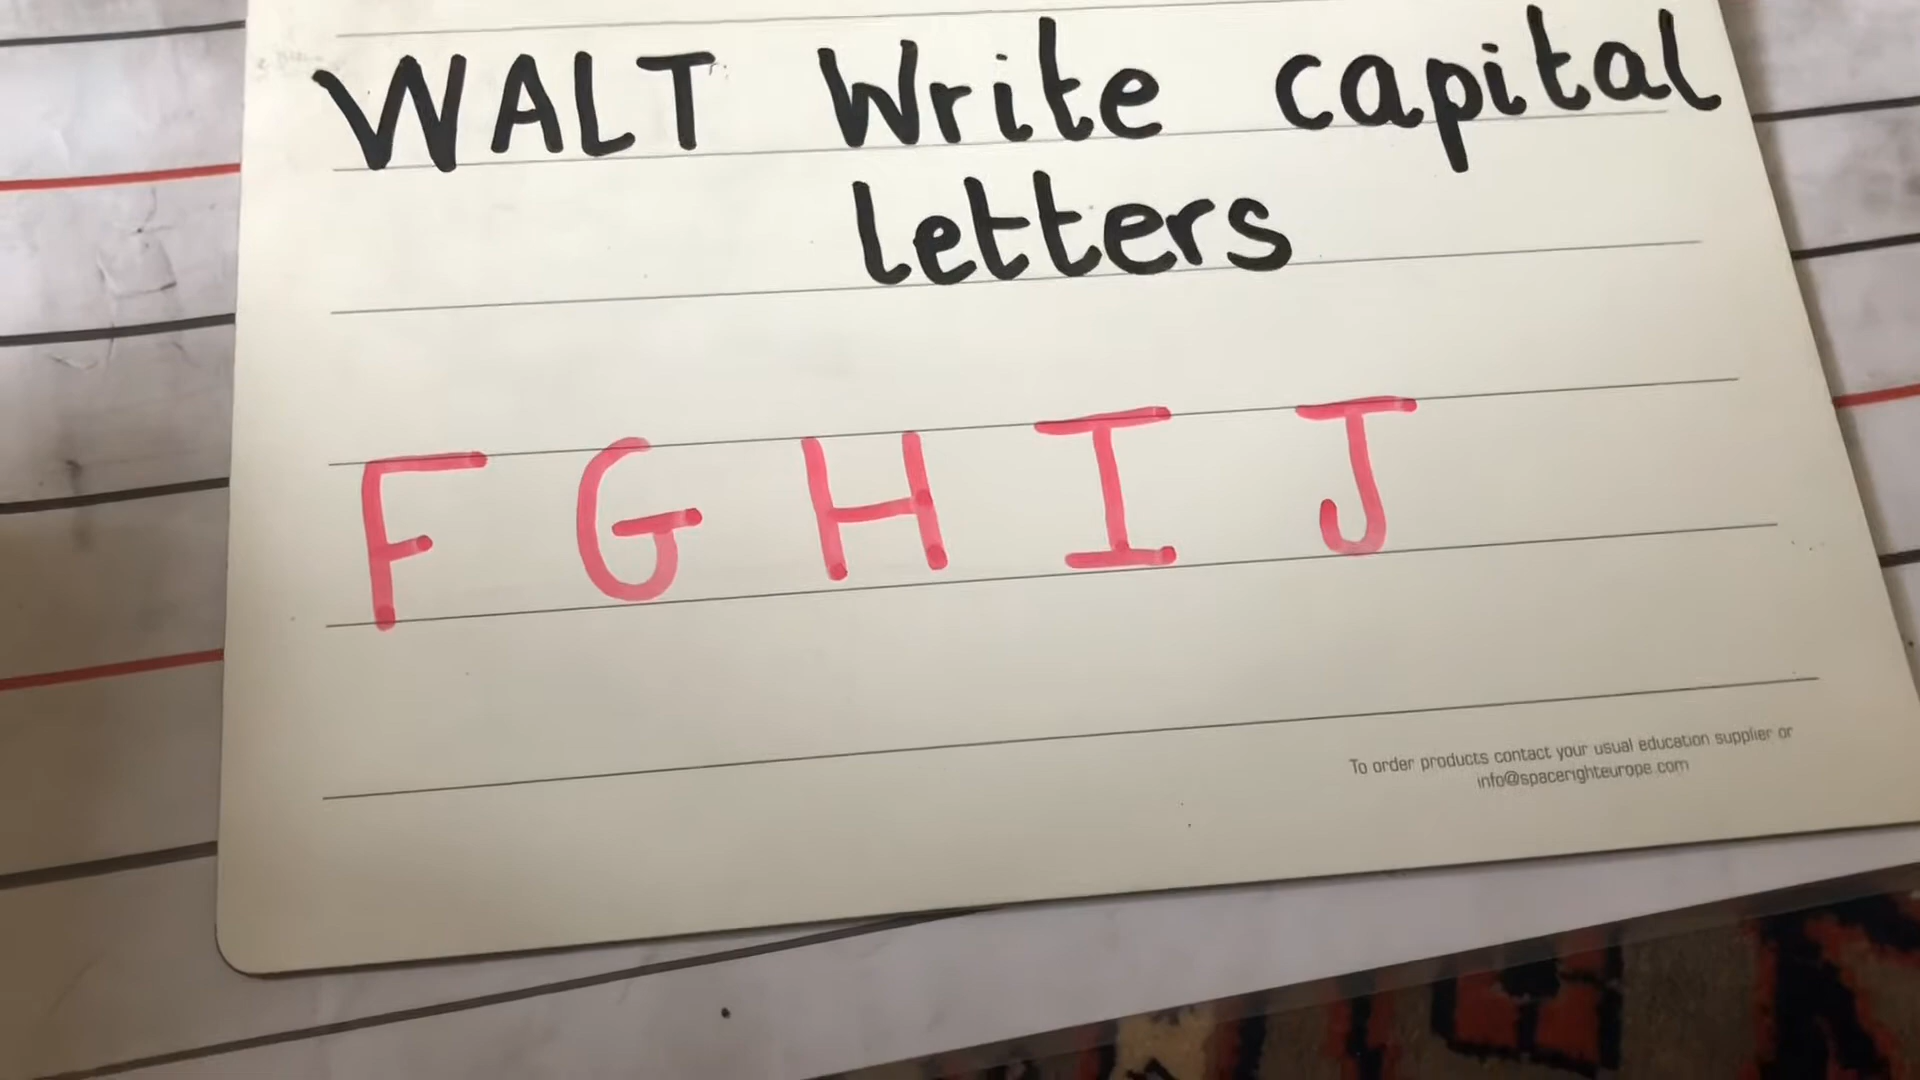 WALT Write capital
letters
F G H I J
To order products contact your usual education supplier or
info@spacerighteurope.com